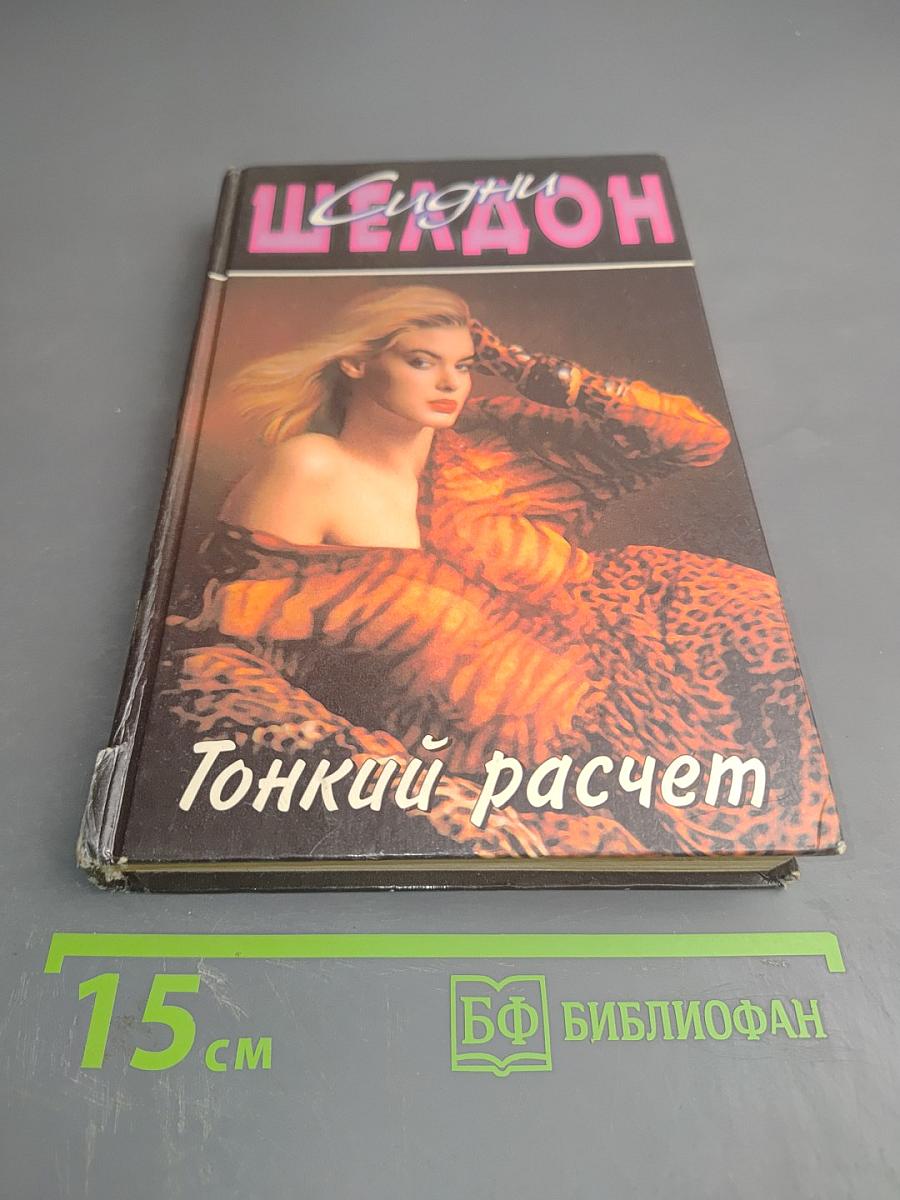 Сидни
ШЕЛДОН
Тонкий расчет
15 см
БФ БИБЛИОФАН